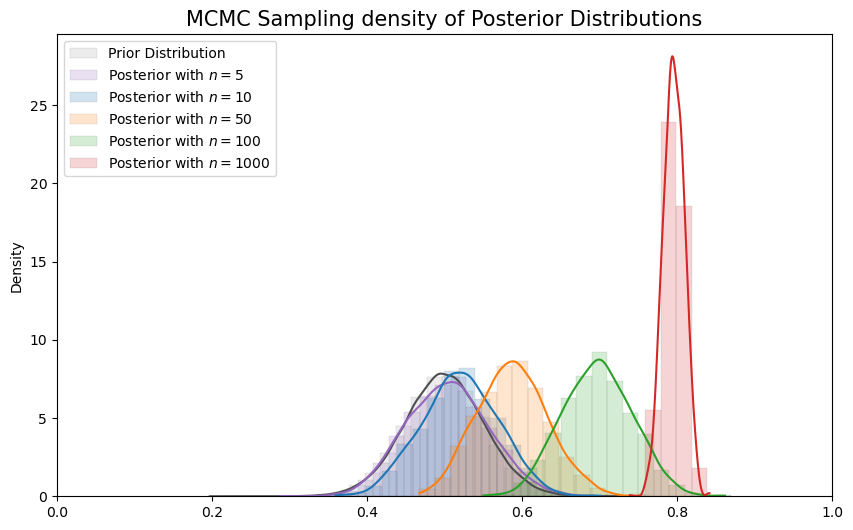 MCMC Sampling density of Posterior Distributions
Prior Distribution
Posterior with n = 5
Posterior with n = 10
Posterior with n = 50
Posterior with n = 100
Posterior with n = 1000
Density
25
20
15
10
5
0
0.0 0.2 0.4 0.6 0.8 1.0